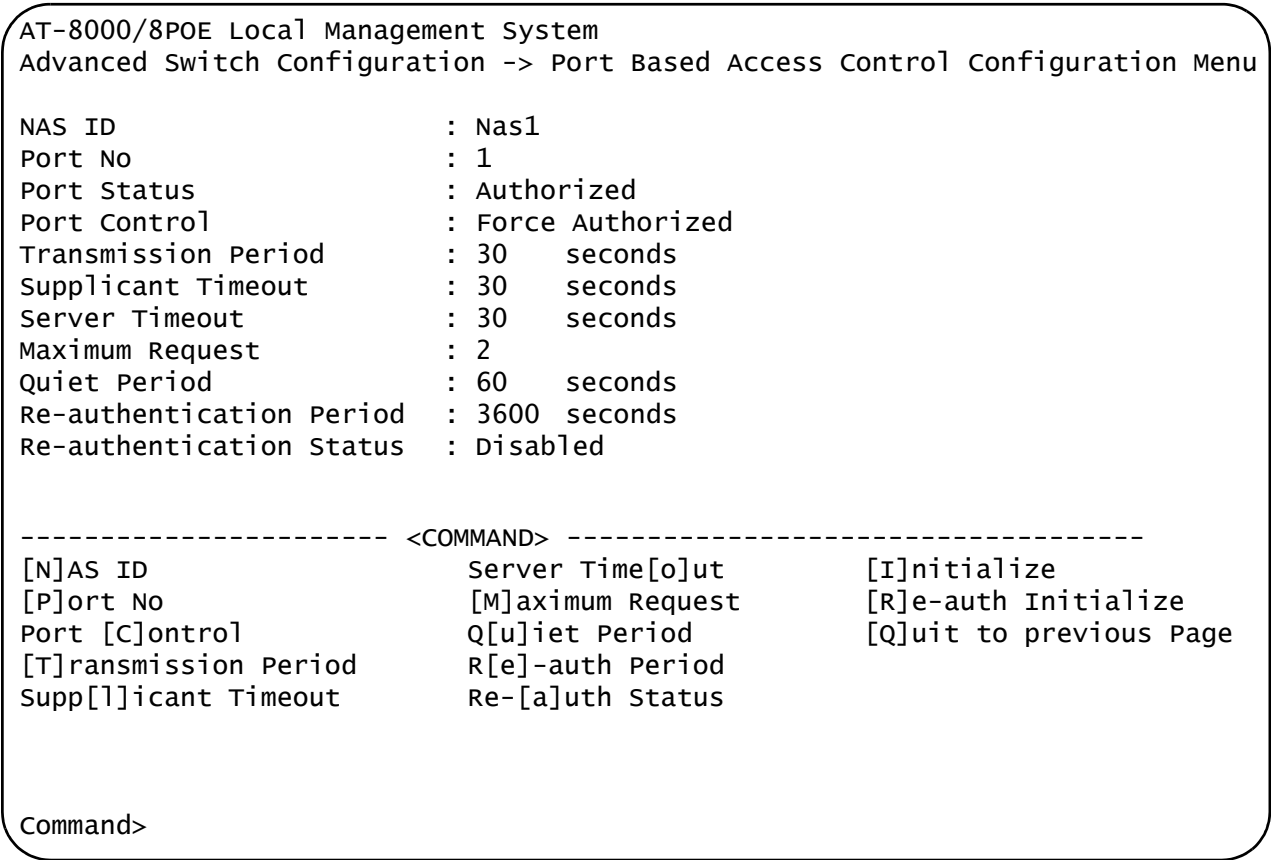 AT-8000/8POE Local Management System
Advanced Switch Configuration -> Port Based Access Control Configuration Menu
NAS ID : Nas1
Port No : 1
Port Status : Authorized
Port Control : Force Authorized
Transmission Period : 30 seconds
Supplicant Timeout : 30 seconds
Server Timeout : 30 seconds
Maximum Request : 2
Quiet Period : 60 seconds
Re-authentication Period : 3600 seconds
Re-authentication Status : Disabled
----------------------- <COMMAND> ------------------------------------
[N]AS ID Server Time[o]ut [I]nitialize
[P]ort No [M]aximum Request [R]e-auth Initialize
Port [C]ontrol Q[u]iet Period [Q]uit to previous Page
[T]ransmission Period R[e]-auth Period
Supp[l]icant Timeout Re-[a]uth Status
Command>